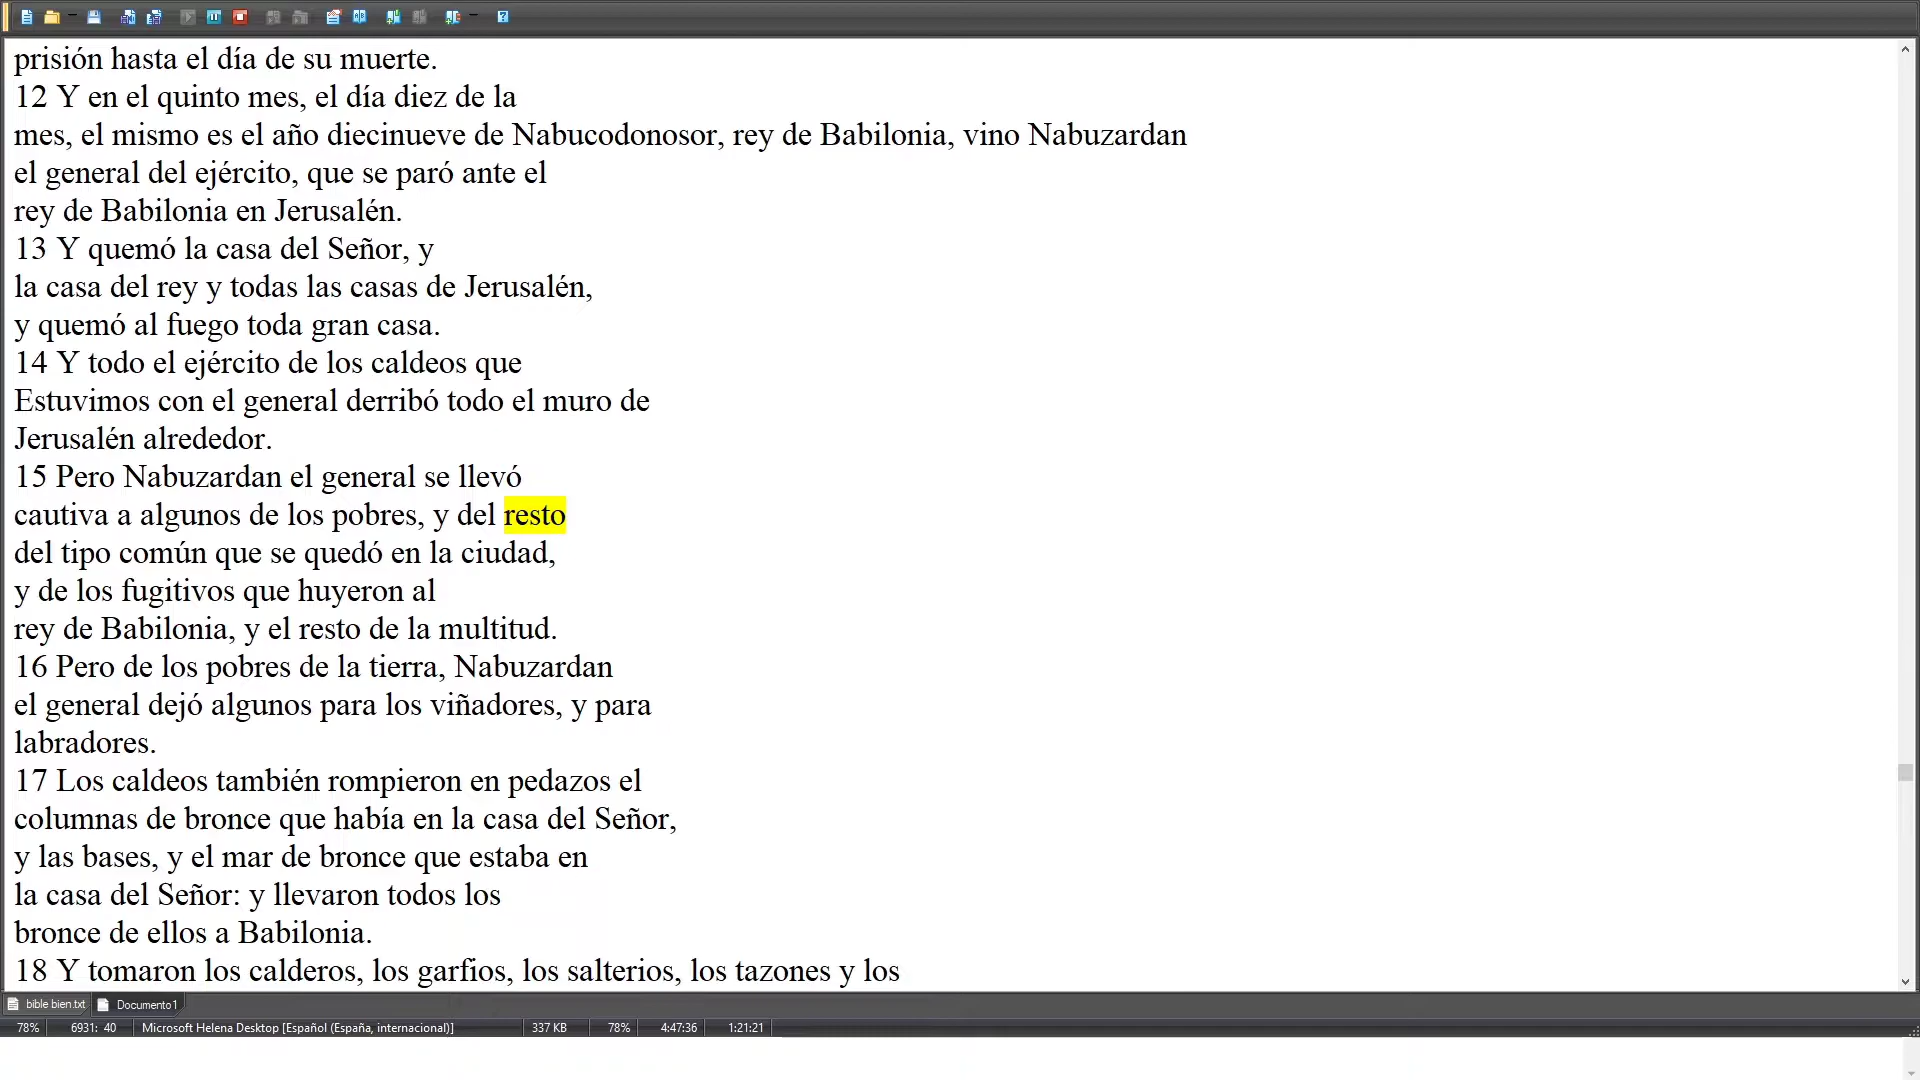 prisión hasta el día de su muerte.
12 Y en el quinto mes, el día diez de la
mes, el mismo es el año diecinueve de Nabucodonosor, rey de Babilonia, vino Nabuzardan
el general del ejército, que se paró ante el
rey de Babilonia en Jerusalén.
13 Y quemó la casa del Señor, y
la casa del rey y todas las casas de Jerusalén,
y quemó al fuego toda gran casa.
14 Y todo el ejército de los caldeos que
Estuvimos con el general derribó todo el muro de
Jerusalén alrededor.
15 Pero Nabuzardan el general se llevó
cautiva a algunos de los pobres, y del resto
del tipo común que se quedó en la ciudad,
y de los fugitivos que huyeron al
rey de Babilonia, y el resto de la multitud.
16 Pero de los pobres de la tierra, Nabuzardan
el general dejó algunos para los viñadores, y para
labradores.
17 Los caldeos también rompieron en pedazos el
columnas de bronce que había en la casa del Señor,
y las bases, y el mar de bronce que estaba en
la casa del Señor: y llevaron todos los
bronce de ellos a Babilonia.
18 Y tomaron los calderos, los garfios, los salterios, los tazones y los
bible bien.txt Documento1
78% 6931: 40 Microsoft Helena Desktop [Español (España, internacional)] 337 KB 78% 4:47:36 1:21:21